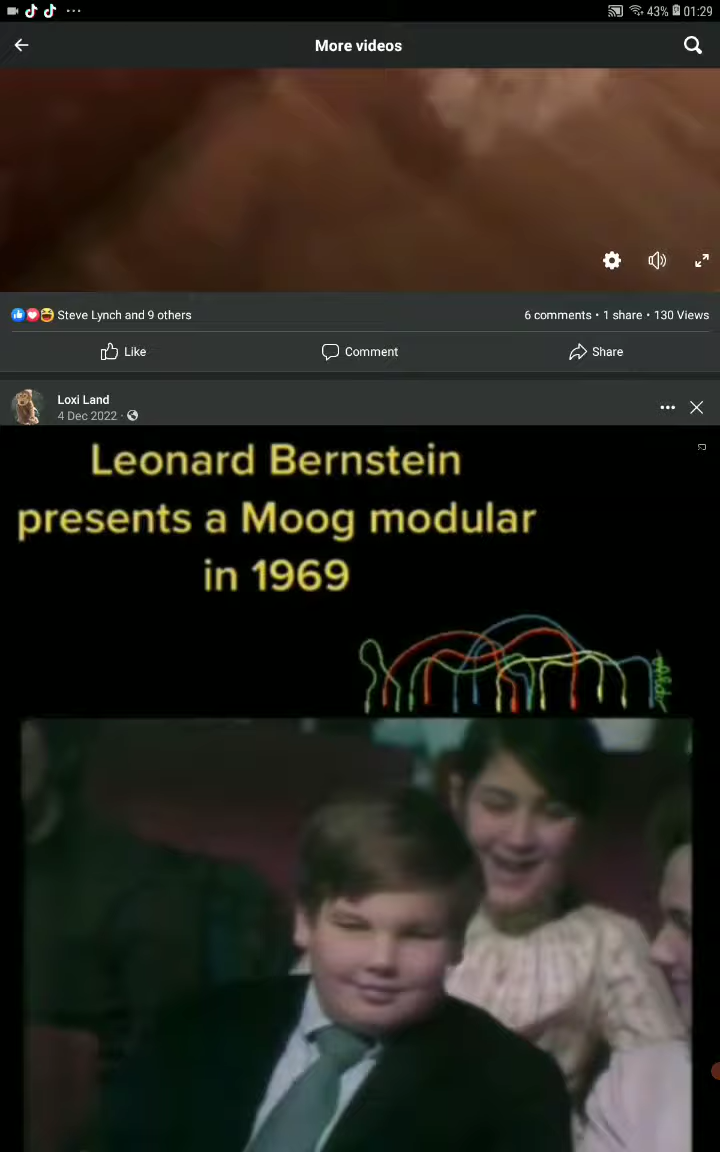 43% 01:29
More videos
Steve Lynch and 9 others
6 comments • 1 share • 130 Views
Like
Comment
Share
Loxi Land
4 Dec 2022 ·
Leonard Bernstein
presents a Moog modular
in 1969